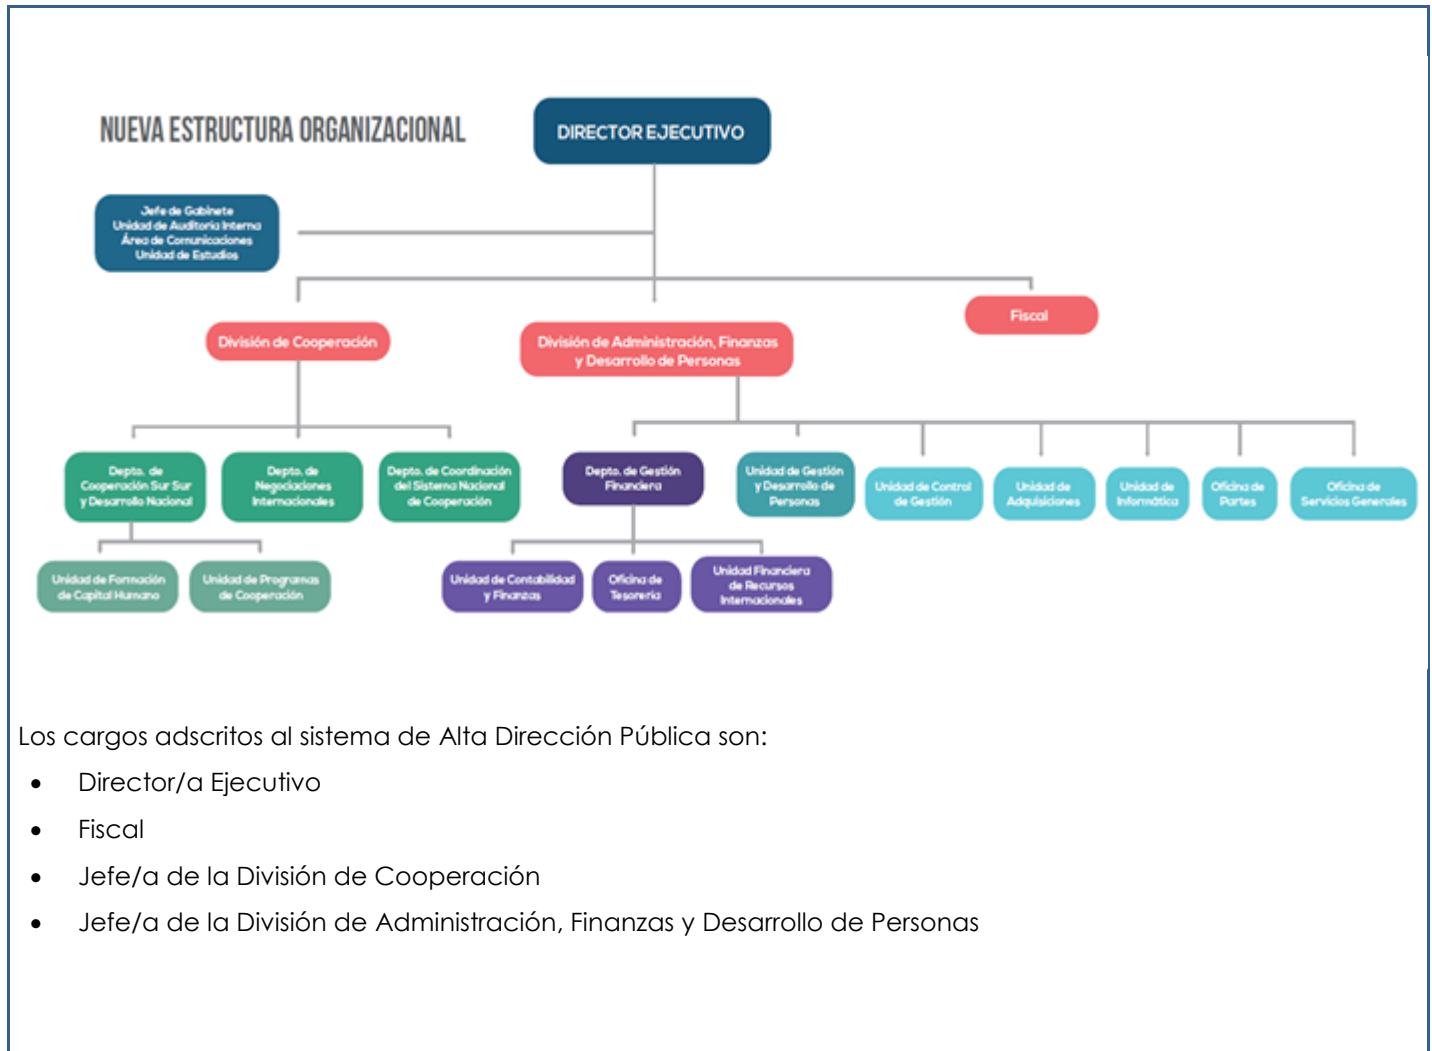 NUEVA ESTRUCTURA ORGANIZACIONAL
DIRECTOR EJECUTIVO
Jefe de Gabinete
Unidad de Auditoría Interna
Área de Comunicaciones
Unidad de Estudios
Fiscal
División de Cooperación
División de Administración, Finanzas
y Desarrollo de Personas
Depto. de
Cooperación Sur Sur
y Desarrollo Nacional
Depto. de
Negociaciones
Internacionales
Depto. de Coordinación
del Sistema Nacional
de Cooperación
Depto. de Gestión
Financiera
Unidad de Gestión
y Desarrollo de
Personas
Unidad de Control
de Gestión
Unidad de
Adquisiciones
Unidad de
Informática
Oficina de
Partes
Oficina de
Servicios Generales
Unidad de Formación
de Capital Humano
Unidad de Programas
de Cooperación
Unidad de Contabilidad
y Finanzas
Oficina de
Tesorería
Unidad Financiera
de Recursos
Internacionales
Los cargos adscritos al sistema de Alta Dirección Pública son:
• Director/a Ejecutivo
• Fiscal
• Jefe/a de la División de Cooperación
• Jefe/a de la División de Administración, Finanzas y Desarrollo de Personas